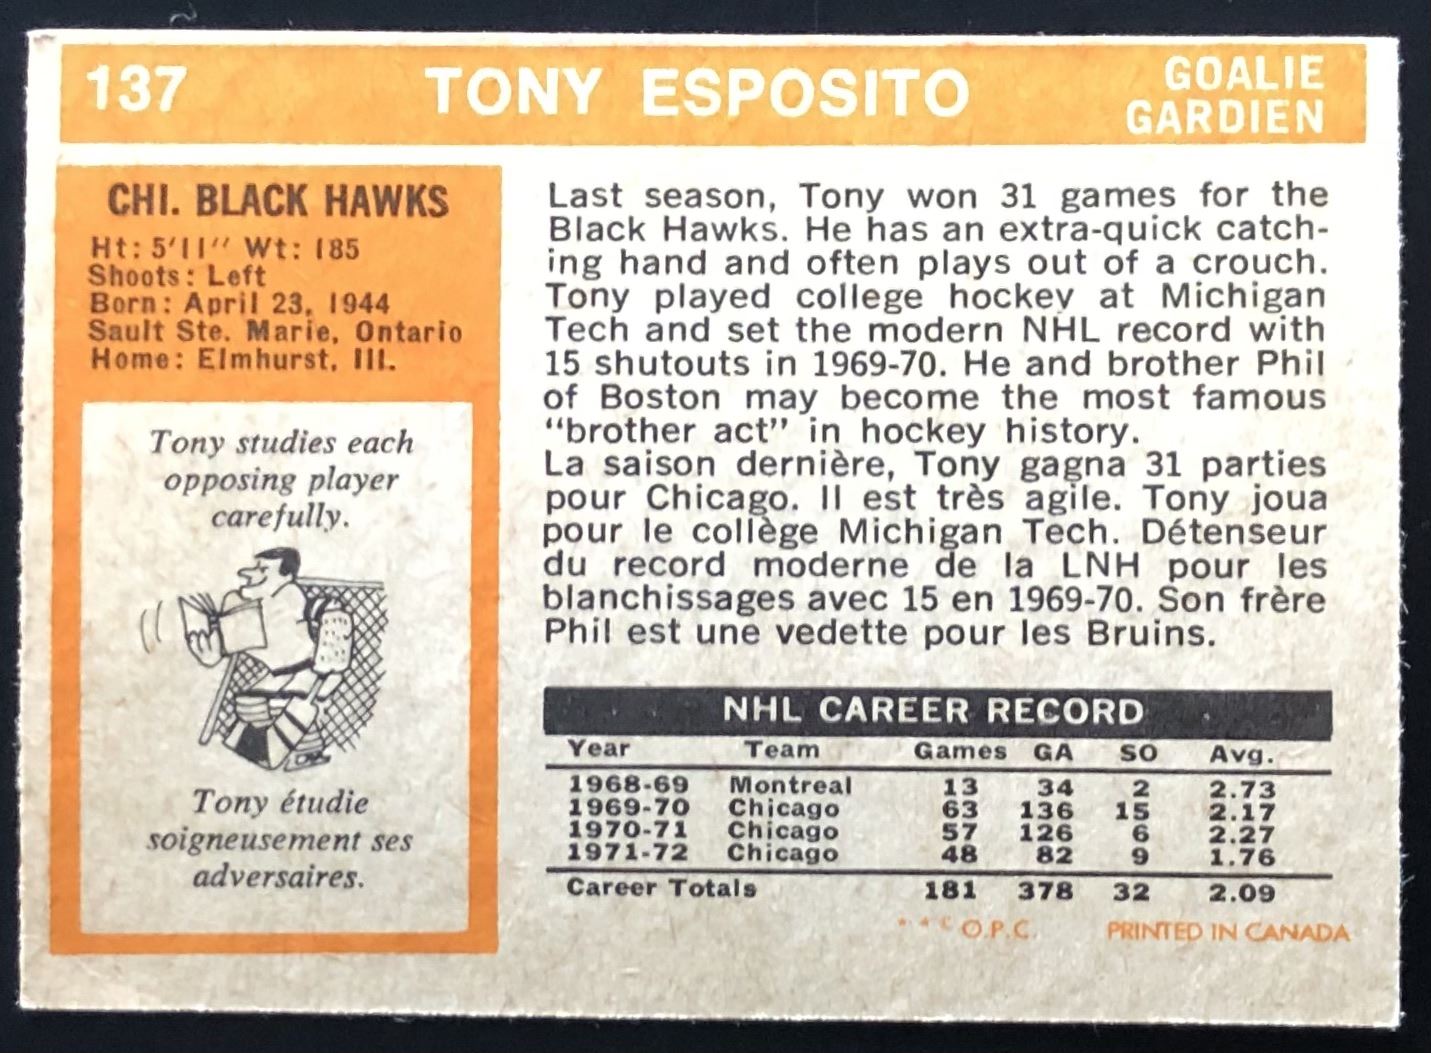 137
TONY ESPOSITO
GOALIE
GARDIEN
CHI. BLACK HAWKS
Ht: 5'11" Wt: 185
Shoots: Left
Born: April 23, 1944
Sault Ste. Marie, Ontario
Home: Elmhurst, Ill.
Tony studies each
opposing player
carefully.
Tony étudie
soigneusement ses
adversaires.
Last season, Tony won 31 games for the
Black Hawks. He has an extra-quick catch-
ing hand and often plays out of a crouch.
Tony played college hockey at Michigan
Tech and set the modern NHL record with
15 shutouts in 1969-70. He and brother Phil
of Boston may become the most famous
"brother act" in hockey history.
La saison dernière, Tony gagna 31 parties
pour Chicago. Il est très agile. Tony joua
pour le collège Michigan Tech. Détenseur
du record moderne de la LNH pour les
blanchissages avec 15 en 1969-70. Son frère
Phil est une vedette pour les Bruins.
NHL CAREER RECORD
Year Team Games GA SO Avg.
1968-69 Montreal 13 34 2 2.73
1969-70 Chicago 63 136 15 2.17
1970-71 Chicago 57 126 6 2.27
1971-72 Chicago 48 82 9 1.76
Career Totals 181 378 32 2.09
* * © O.P.C. PRINTED IN CANADA